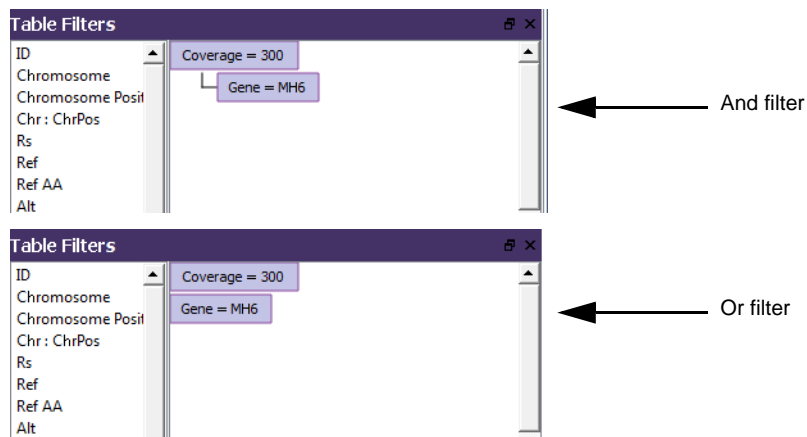 Table Filters
ID
Chromosome
Chromosome Posit
Chr : ChrPos
Rs
Ref
Ref AA
Alt
Coverage = 300
Gene = MH6
And filter
Table Filters
ID
Chromosome
Chromosome Posit
Chr : ChrPos
Rs
Ref
Ref AA
Alt
Coverage = 300
Gene = MH6
Or filter